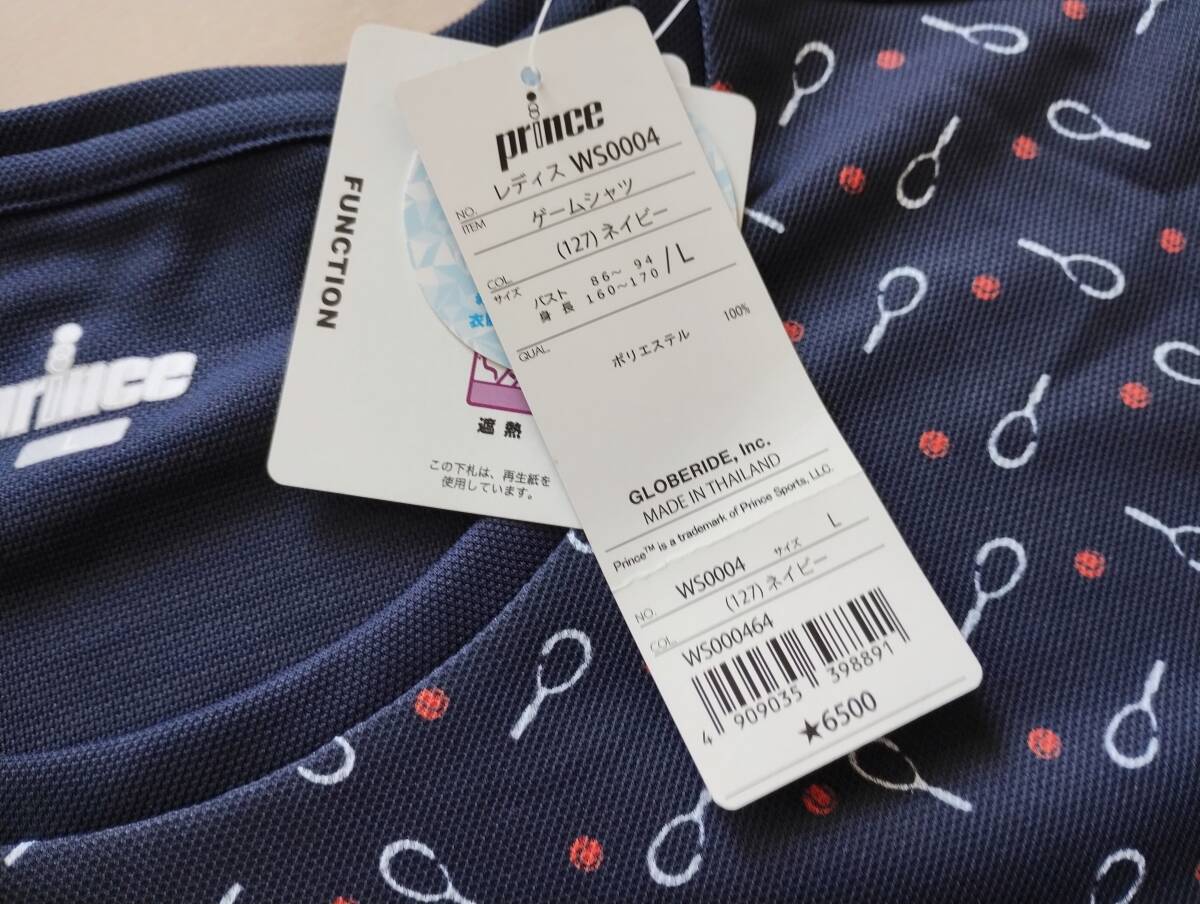 prince
L
FUNCTION
遮熱
この下札は、再生紙を
使用しています。
prince
NO. レディス WS0004
ITEM ゲームシャツ
COL. (127) ネイビー
サイズ バスト 86～ 94 /L
身長 160～170
QUAL. ポリエステル 100%
GLOBERIDE, Inc.
MADE IN THAILAND
Prince™ is a trademark of Prince Sports, LLC.
NO. WS0004 サイズ L
COL. (127) ネイビー
WS000464
4 909035 398891
★6500